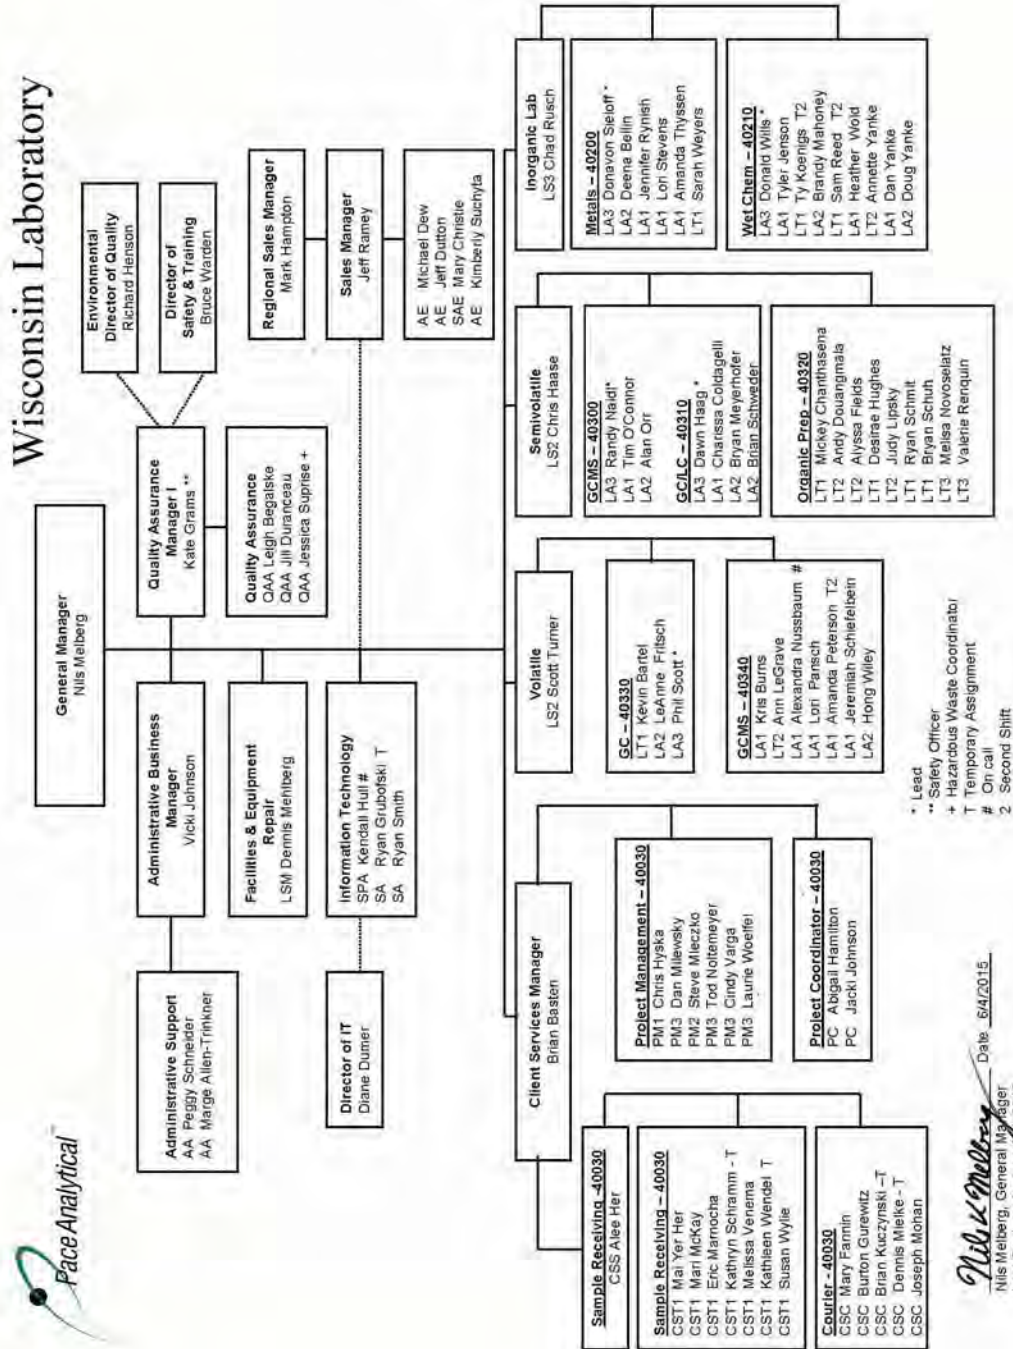 Pace Analytical™
Wisconsin Laboratory
General Manager
Nils Melberg
Administrative Support
AA Peggy Schneider
AA Marge Allen-Trinkner
Administrative Business
Manager
Vicki Johnson
Quality Assurance
Manager I
Kate Grams **
Environmental
Director of Quality
Richard Henson
Director of
Safety & Training
Bruce Warden
Facilities & Equipment
Repair
LSM Dennis Mehlberg
Quality Assurance
QAA Leigh Begalske
QAA Jill Duranceau
QAA Jessica Suprise +
Regional Sales Manager
Mark Hampton
Director of IT
Diane Dumer
Information Technology
SPA Kendall Hull #
SA Ryan Grubofski T
SA Ryan Smith
Sales Manager
Jeff Ramey
AE Michael Dew
AE Jeff Dutton
SAE Mary Christie
AE Kimberly Suchyta
Client Services Manager
Brian Basten
Sample Receiving -40030
CSS Alee Her
Sample Receiving – 40030
CST1 Mai Yer Her
CST1 Mari McKay
CST1 Eric Marnocha
CST1 Kathryn Schramm - T
CST1 Melissa Venema
CST1 Kathleen Wendel T
CST1 Susan Wylie
Courier - 40030
CSC Mary Fannin
CSC Burton Gurewitz
CSC Brian Kuczynski –T
CSC Dennis Mielke - T
CSC Joseph Mohan
Project Management – 40030
PM1 Chris Hyska
PM3 Dan Milewsky
PM2 Steve Mleczko
PM3 Tod Noltemeyer
PM3 Cindy Varga
PM3 Laurie Woelfel
Project Coordinator – 40030
PC Abigail Hamilton
PC Jacki Johnson
Volatile
LS2 Scott Turner
GC – 40330
LT1 Kevin Bartel
LA2 LeAnne Fritsch
LA3 Phil Scott *
GCMS – 40340
LA1 Kris Burns
LT2 Ann LeGrave
LA1 Alexandra Nussbaum #
LA1 Lori Pansch
LA1 Amanda Peterson T2
LA1 Jeremiah Schiefelbein
LA2 Hong Wiley
Semivolatile
LS2 Chris Haase
GCMS – 40300
LA3 Randy Naidl*
LA1 Tim O'Connor
LA2 Alan Orr
GC/LC – 40310
LA3 Dawn Haag *
LA1 Charissa Coldagelli
LA2 Bryan Meyerhofer
LA2 Brian Schweder
Organic Prep – 40320
LT1 Mickey Chanthasena
LT2 Andy Douangmala
LT2 Alyssa Fields
LT1 Desirae Hughes
LT2 Judy Lipsky
LT1 Ryan Schmit
LT1 Bryan Schuh
LT3 Melisa Novoselatz
LT3 Valerie Renquin
Inorganic Lab
LS3 Chad Rusch
Metals – 40200
LA3 Donavon Sieloff *
LA2 Deena Bellin
LA1 Jennifer Rynish
LA1 Lori Stevens
LA1 Amanda Thyssen
LT1 Sarah Weyers
Wet Chem – 40210
LA3 Donald Wills *
LA1 Tyler Jenson
LT1 Ty Koenigs T2
LA2 Brandy Mahoney
LT1 Sam Reed T2
LA1 Heather Wold
LT2 Annette Yanke
LA1 Dan Yanke
LA2 Doug Yanke
* Lead
** Safety Officer
+ Hazardous Waste Coordinator
T Temporary Assignment
# On call
2 Second Shift
Nils K Melberg
Date 6/4/2015
Nils Melberg, General Manager